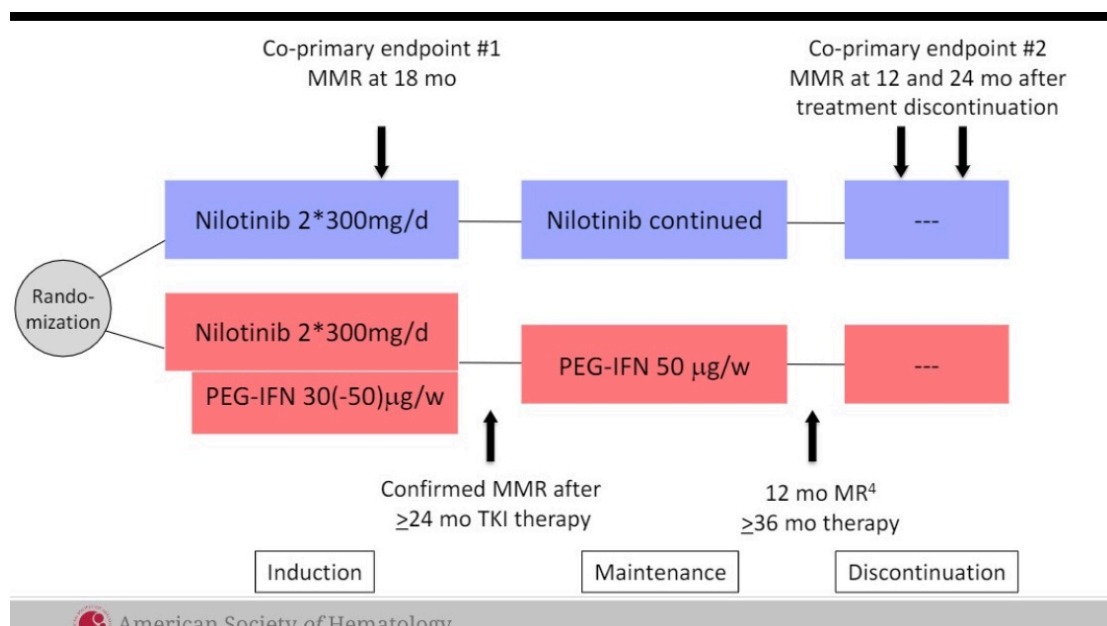 Co-primary endpoint #1
MMR at 18 mo
Co-primary endpoint #2
MMR at 12 and 24 mo after
treatment discontinuation
Nilotinib 2*300mg/d
Nilotinib continued
---
Rando-
mization
Nilotinib 2*300mg/d
PEG-IFN 30(-50)μg/w
PEG-IFN 50 μg/w
---
Confirmed MMR after
≥24 mo TKI therapy
12 mo MR⁴
≥36 mo therapy
Induction
Maintenance
Discontinuation
American Society of Hematology